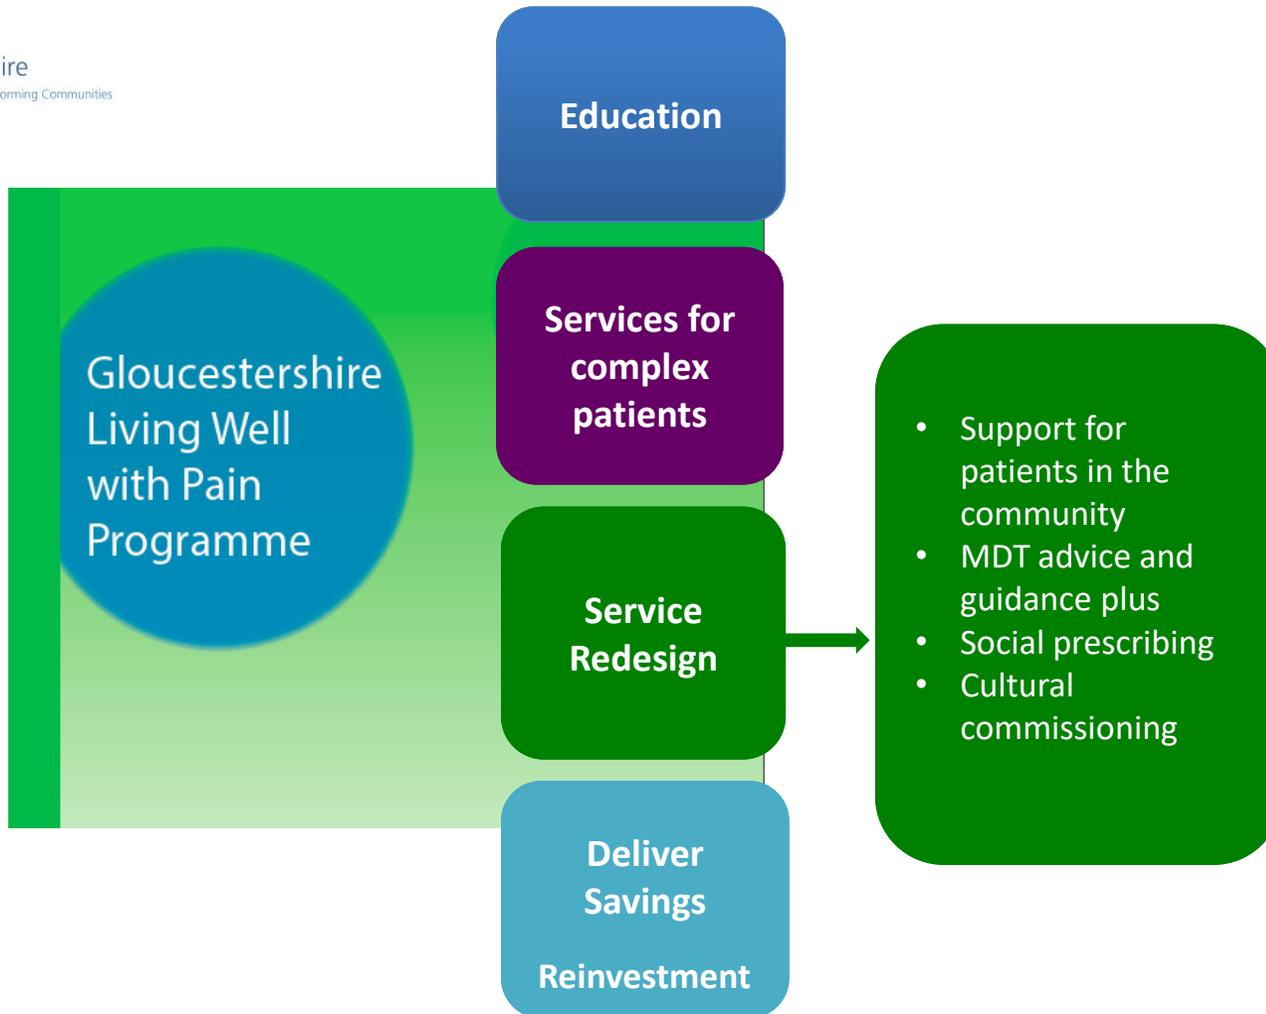 ire
orming Communities
Education
Gloucestershire
Living Well
with Pain
Programme
Services for
complex
patients
Service
Redesign
• Support for
patients in the
community
• MDT advice and
guidance plus
• Social prescribing
• Cultural
commissioning
Deliver
Savings
Reinvestment